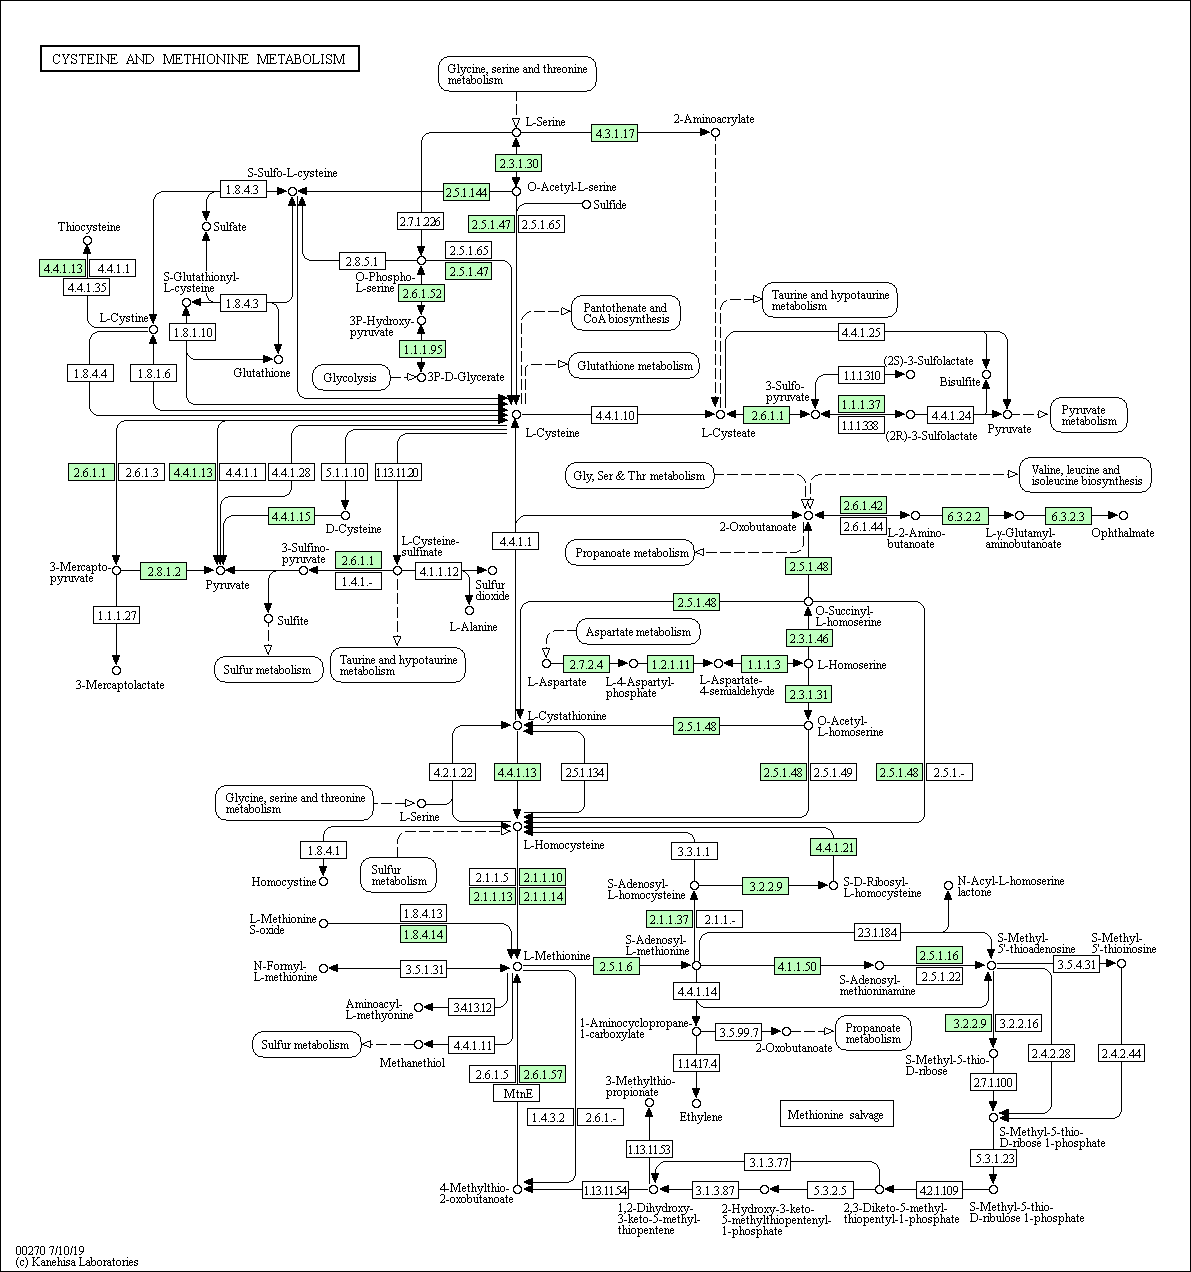 CYSTEINE AND METHIONINE METABOLISM
Glycine, serine and threonine
metabolism
L-Serine
4.3.1.17
2-Aminoacrylate
2.3.1.30
S-Sulfo-L-cysteine
1.8.4.3
2.5.1.144
O-Acetyl-L-serine
Sulfide
Thiocysteine
Sulfate
2.7.1.226
2.5.1.47
2.5.1.65
4.4.1.13
4.4.1.1
4.4.1.35
2.8.5.1
2.5.1.65
2.5.1.47
S-Glutathionyl-
L-cysteine
1.8.4.3
O-Phospho-
L-serine
2.6.1.52
L-Cystine
1.8.1.10
3P-Hydroxy-
pyruvate
1.1.1.95
Glutathione
Pantothenate and
CoA biosynthesis
Taurine and hypotaurine
metabolism
4.4.1.25
1.8.4.4
1.8.1.6
Glycolysis
3P-D-Glycerate
Glutathione metabolism
(2S)-3-Sulfolactate
1.1.1310
Bisulfite
3-Sulfo-
pyruvate
1.1.1.37
1.1.1338
4.4.1.10
2.6.1.1
4.4.1.24
L-Cysteine
L-Cysteate
(2R)-3-Sulfolactate
Pyruvate
Pyruvate
metabolism
2.6.1.1
2.6.1.3
4.4.1.13
4.4.1.1
4.4.1.28
5.1.1.10
1.13.11.20
Gly, Ser & Thr metabolism
Valine, leucine and
isoleucine biosynthesis
4.4.1.15
D-Cysteine
2-Oxobutanoate
2.6.1.42
2.6.1.44
L-2-Amino-
butanoate
6.3.2.2
L-γ-Glutamyl-
aminobutanoate
6.3.2.3
Ophthalmate
4.4.1.1
Propanoate metabolism
3-Mercapto-
pyruvate
2.8.1.2
Pyruvate
3-Sulfino-
pyruvate
2.6.1.1
1.4.1.-
L-Cysteine-
sulfinate
4.1.1.12
Sulfur
dioxide
2.5.1.48
1.1.1.27
Sulfite
L-Alanine
2.5.1.48
O-Succinyl-
L-homoserine
3-Mercaptolactate
Sulfur metabolism
Taurine and hypotaurine
metabolism
Aspartate metabolism
2.3.1.46
L-Aspartate
2.7.2.4
L-4-Aspartyl-
phosphate
1.2.1.11
L-Aspartate-
4-semialdehyde
1.1.1.3
L-Homoserine
2.3.1.31
L-Cystathionine
2.5.1.48
O-Acetyl-
L-homoserine
4.2.1.22
4.4.1.13
2.5.1.134
2.5.1.48
2.5.1.49
2.5.1.48
2.5.1.-
Glycine, serine and threonine
metabolism
L-Serine
L-Homocysteine
1.8.4.1
Homocystine
Sulfur
metabolism
3.3.1.1
4.4.1.21
2.1.1.5
2.1.1.10
2.1.1.13
2.1.1.14
S-Adenosyl-
L-homocysteine
3.2.2.9
S-D-Ribosyl-
L-homocysteine
N-Acyl-L-homoserine
lactone
L-Methionine
S-oxide
1.8.4.13
1.8.4.14
2.1.1.37
2.1.1.-
2.3.1.184
N-Formyl-
L-methionine
3.5.1.31
L-Methionine
2.5.1.6
S-Adenosyl-
L-methionine
4.1.1.50
S-Adenosyl-
methioninamine
2.5.1.16
2.5.1.22
S-Methyl-
5'-thioadenosine
3.5.4.31
S-Methyl-
5'-thioinosine
Aminoacyl-
L-methyonine
3.4.13.12
4.4.1.14
Sulfur metabolism
Methanethiol
4.4.1.11
1-Aminocyclopropane-
1-carboxylate
3.5.99.7
2-Oxobutanoate
Propanoate
metabolism
3.2.2.9
3.2.2.16
2.6.1.5
2.6.1.57
MtnE
1.14.17.4
Ethylene
S-Methyl-5-thio-
D-ribose
2.4.2.28
2.4.2.44
2.7.1.100
3-Methylthio-
propionate
1.4.3.2
2.6.1.-
Methionine salvage
S-Methyl-5-thio-
D-ribose 1-phosphate
1.13.11.53
5.3.1.23
3.1.3.77
4-Methylthio-
2-oxobutanoate
1.13.11.54
3.1.3.87
5.3.2.5
4.2.1.109
1,2-Dihydroxy-
3-keto-5-methyl-
thiopentene
2-Hydroxy-3-keto-
5-methylthiopentenyl-
1-phosphate
2,3-Diketo-5-methyl-
thiopentyl-1-phosphate
S-Methyl-5-thio-
D-ribulose 1-phosphate
00270 7/10/19
(c) Kanehisa Laboratories